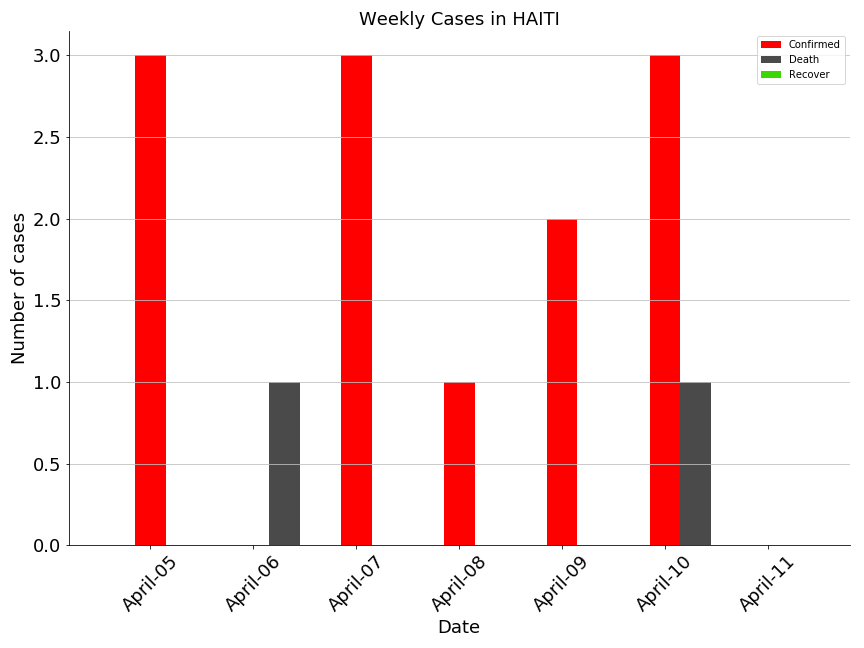 Weekly Cases in HAITI
Confirmed
Death
Recover
Number of cases
3.0
2.5
2.0
1.5
1.0
0.5
0.0
April-05
April-06
April-07
April-08
April-09
April-10
April-11
Date